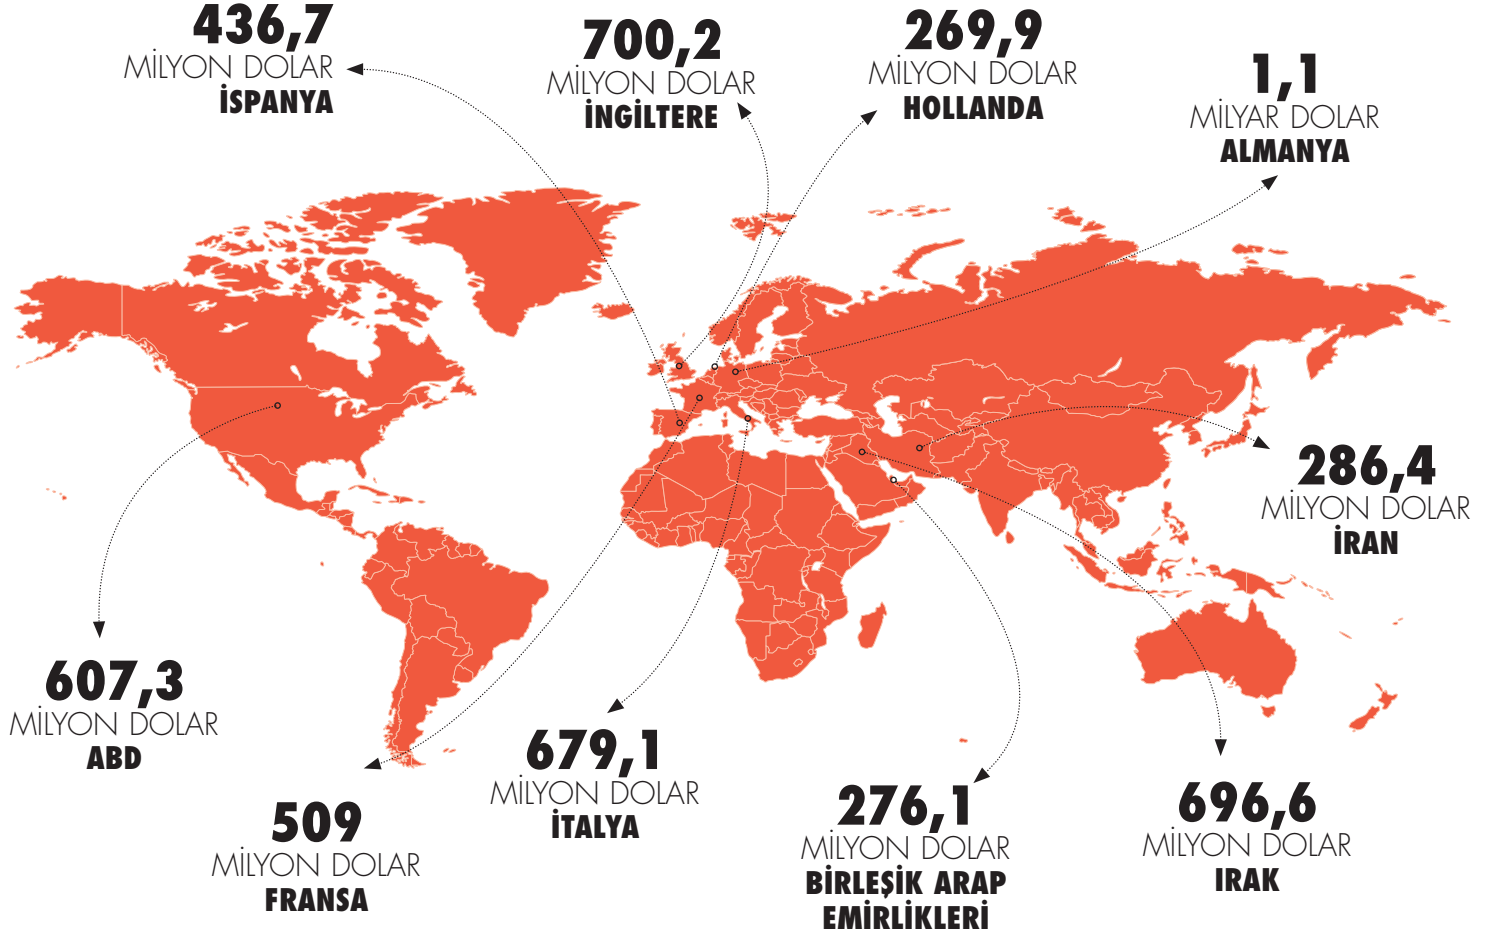 436,7
MİLYON DOLAR
İSPANYA
700,2
MİLYON DOLAR
İNGİLTERE
269,9
MİLYON DOLAR
HOLLANDA
1,1
MİLYAR DOLAR
ALMANYA
286,4
MİLYON DOLAR
İRAN
607,3
MİLYON DOLAR
ABD
509
MİLYON DOLAR
FRANSA
679,1
MİLYON DOLAR
İTALYA
276,1
MİLYON DOLAR
BİRLEŞİK ARAP
EMİRLİKLERİ
696,6
MİLYON DOLAR
IRAK